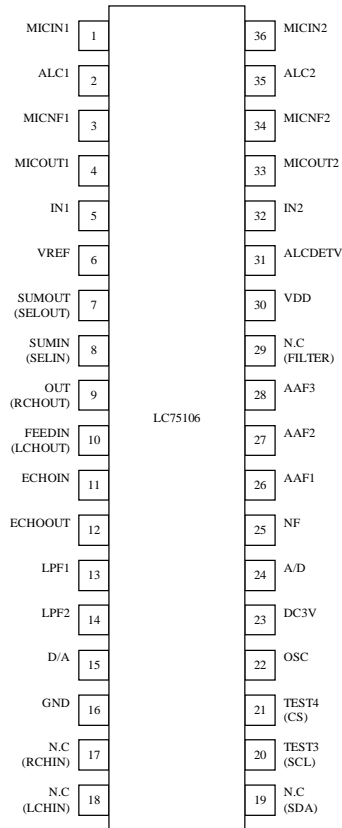 MICIN1 1 36 MICIN2
ALC1 2 35 ALC2
MICNF1 3 34 MICNF2
MICOUT1 4 33 MICOUT2
IN1 5 32 IN2
VREF 6 31 ALCDETV
SUMOUT 7 30 VDD
(SELOUT)
SUMIN 8 29 N.C
(SELIN) (FILTER)
OUT 9 28 AAF3
(RCHOUT)
LC75106
FEEDIN 10 27 AAF2
(LCHOUT)
ECHOIN 11 26 AAF1
ECHOOUT 12 25 NF
LPF1 13 24 A/D
LPF2 14 23 DC3V
D/A 15 22 OSC
GND 16 21 TEST4
(CS)
N.C 17 20 TEST3
(RCHIN) (SCL)
N.C 18 19 N.C
(LCHIN) (SDA)